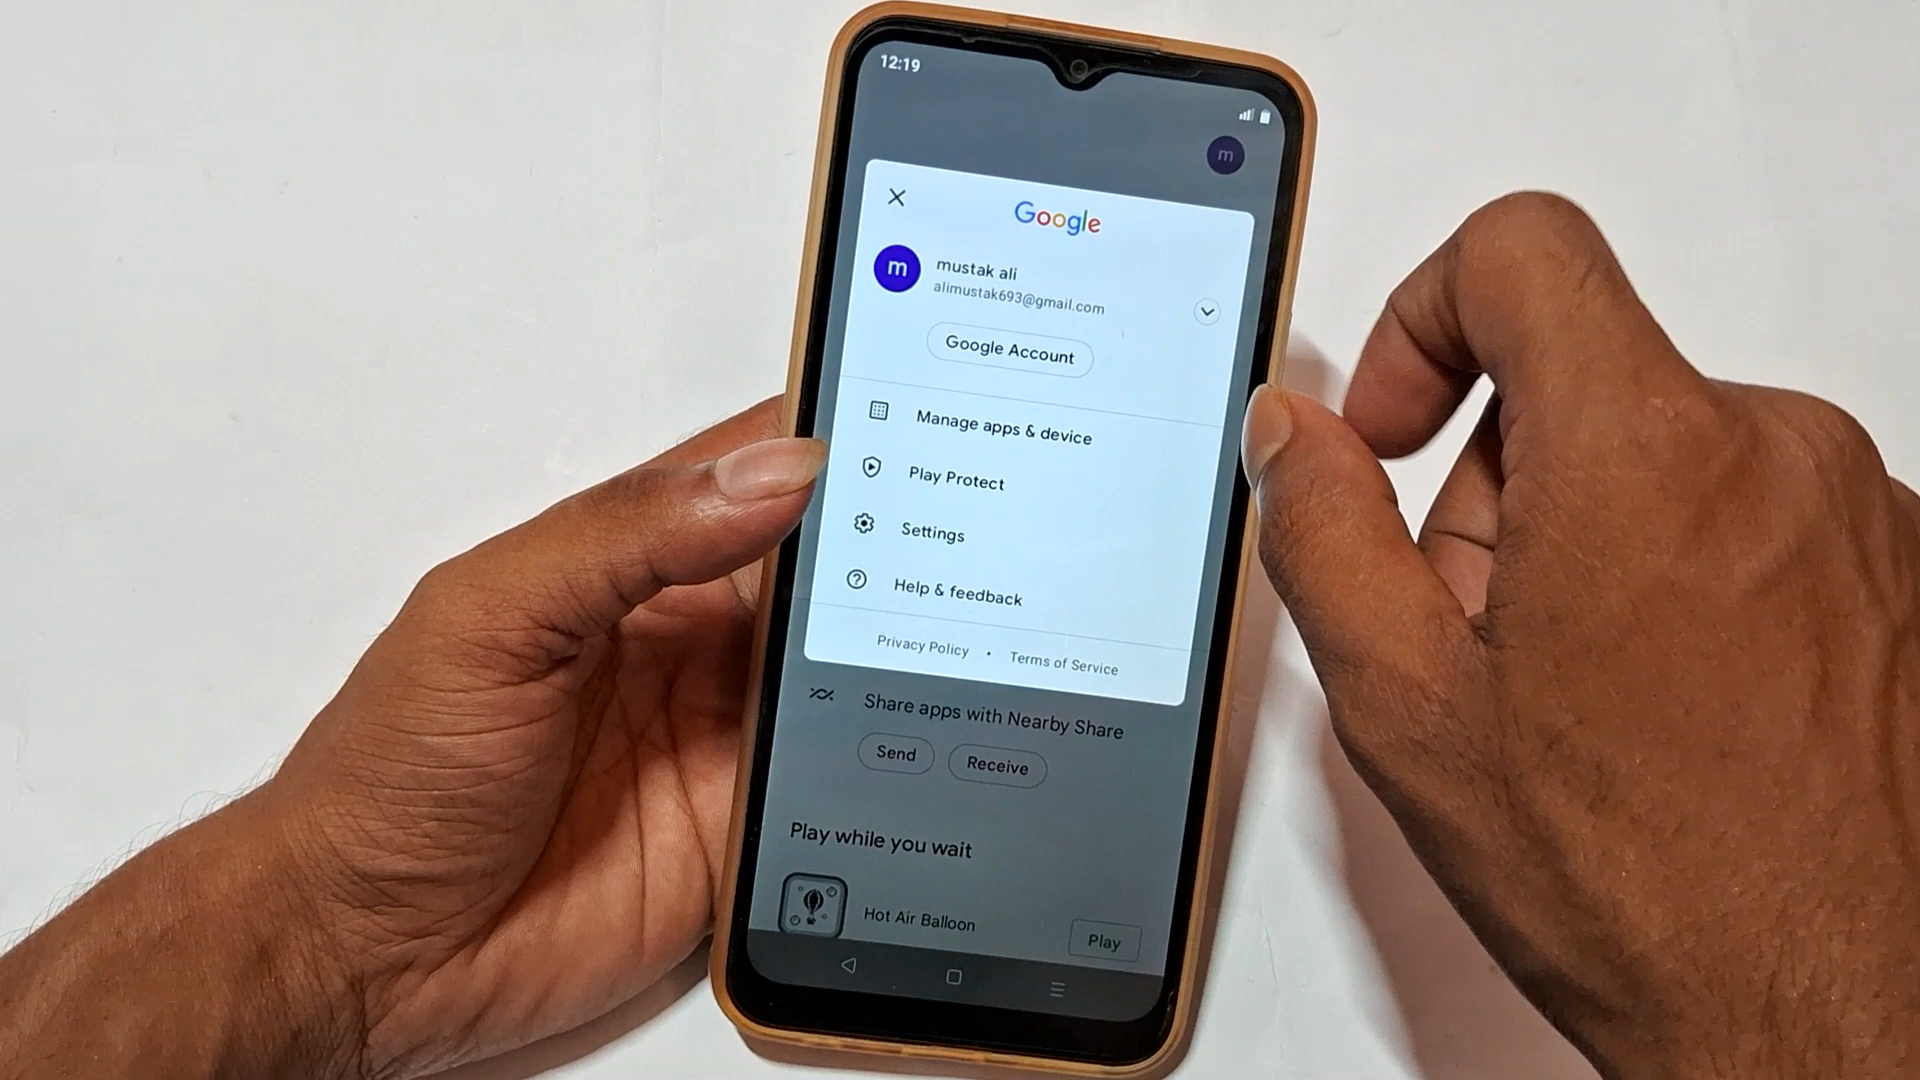 12:19
m
Google
m
mustak ali
alimustak693@gmail.com
Google Account
Manage apps & device
Play Protect
Settings
Help & feedback
Privacy Policy • Terms of Service
Share apps with Nearby Share
Send Receive
Play while you wait
Hot Air Balloon
Play